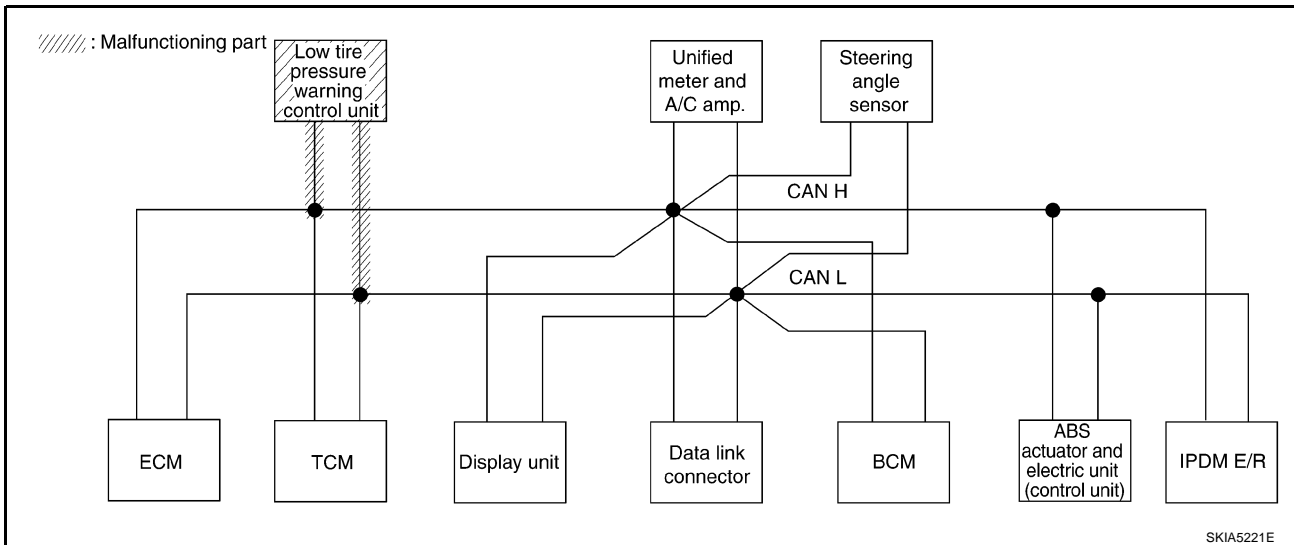 : Malfunctioning part
Low tire
pressure
warning
control unit
Unified
meter and
A/C amp.
Steering
angle
sensor
CAN H
CAN L
ECM
TCM
Display unit
Data link
connector
BCM
ABS
actuator and
electric unit
(control unit)
IPDM E/R
SKIA5221E